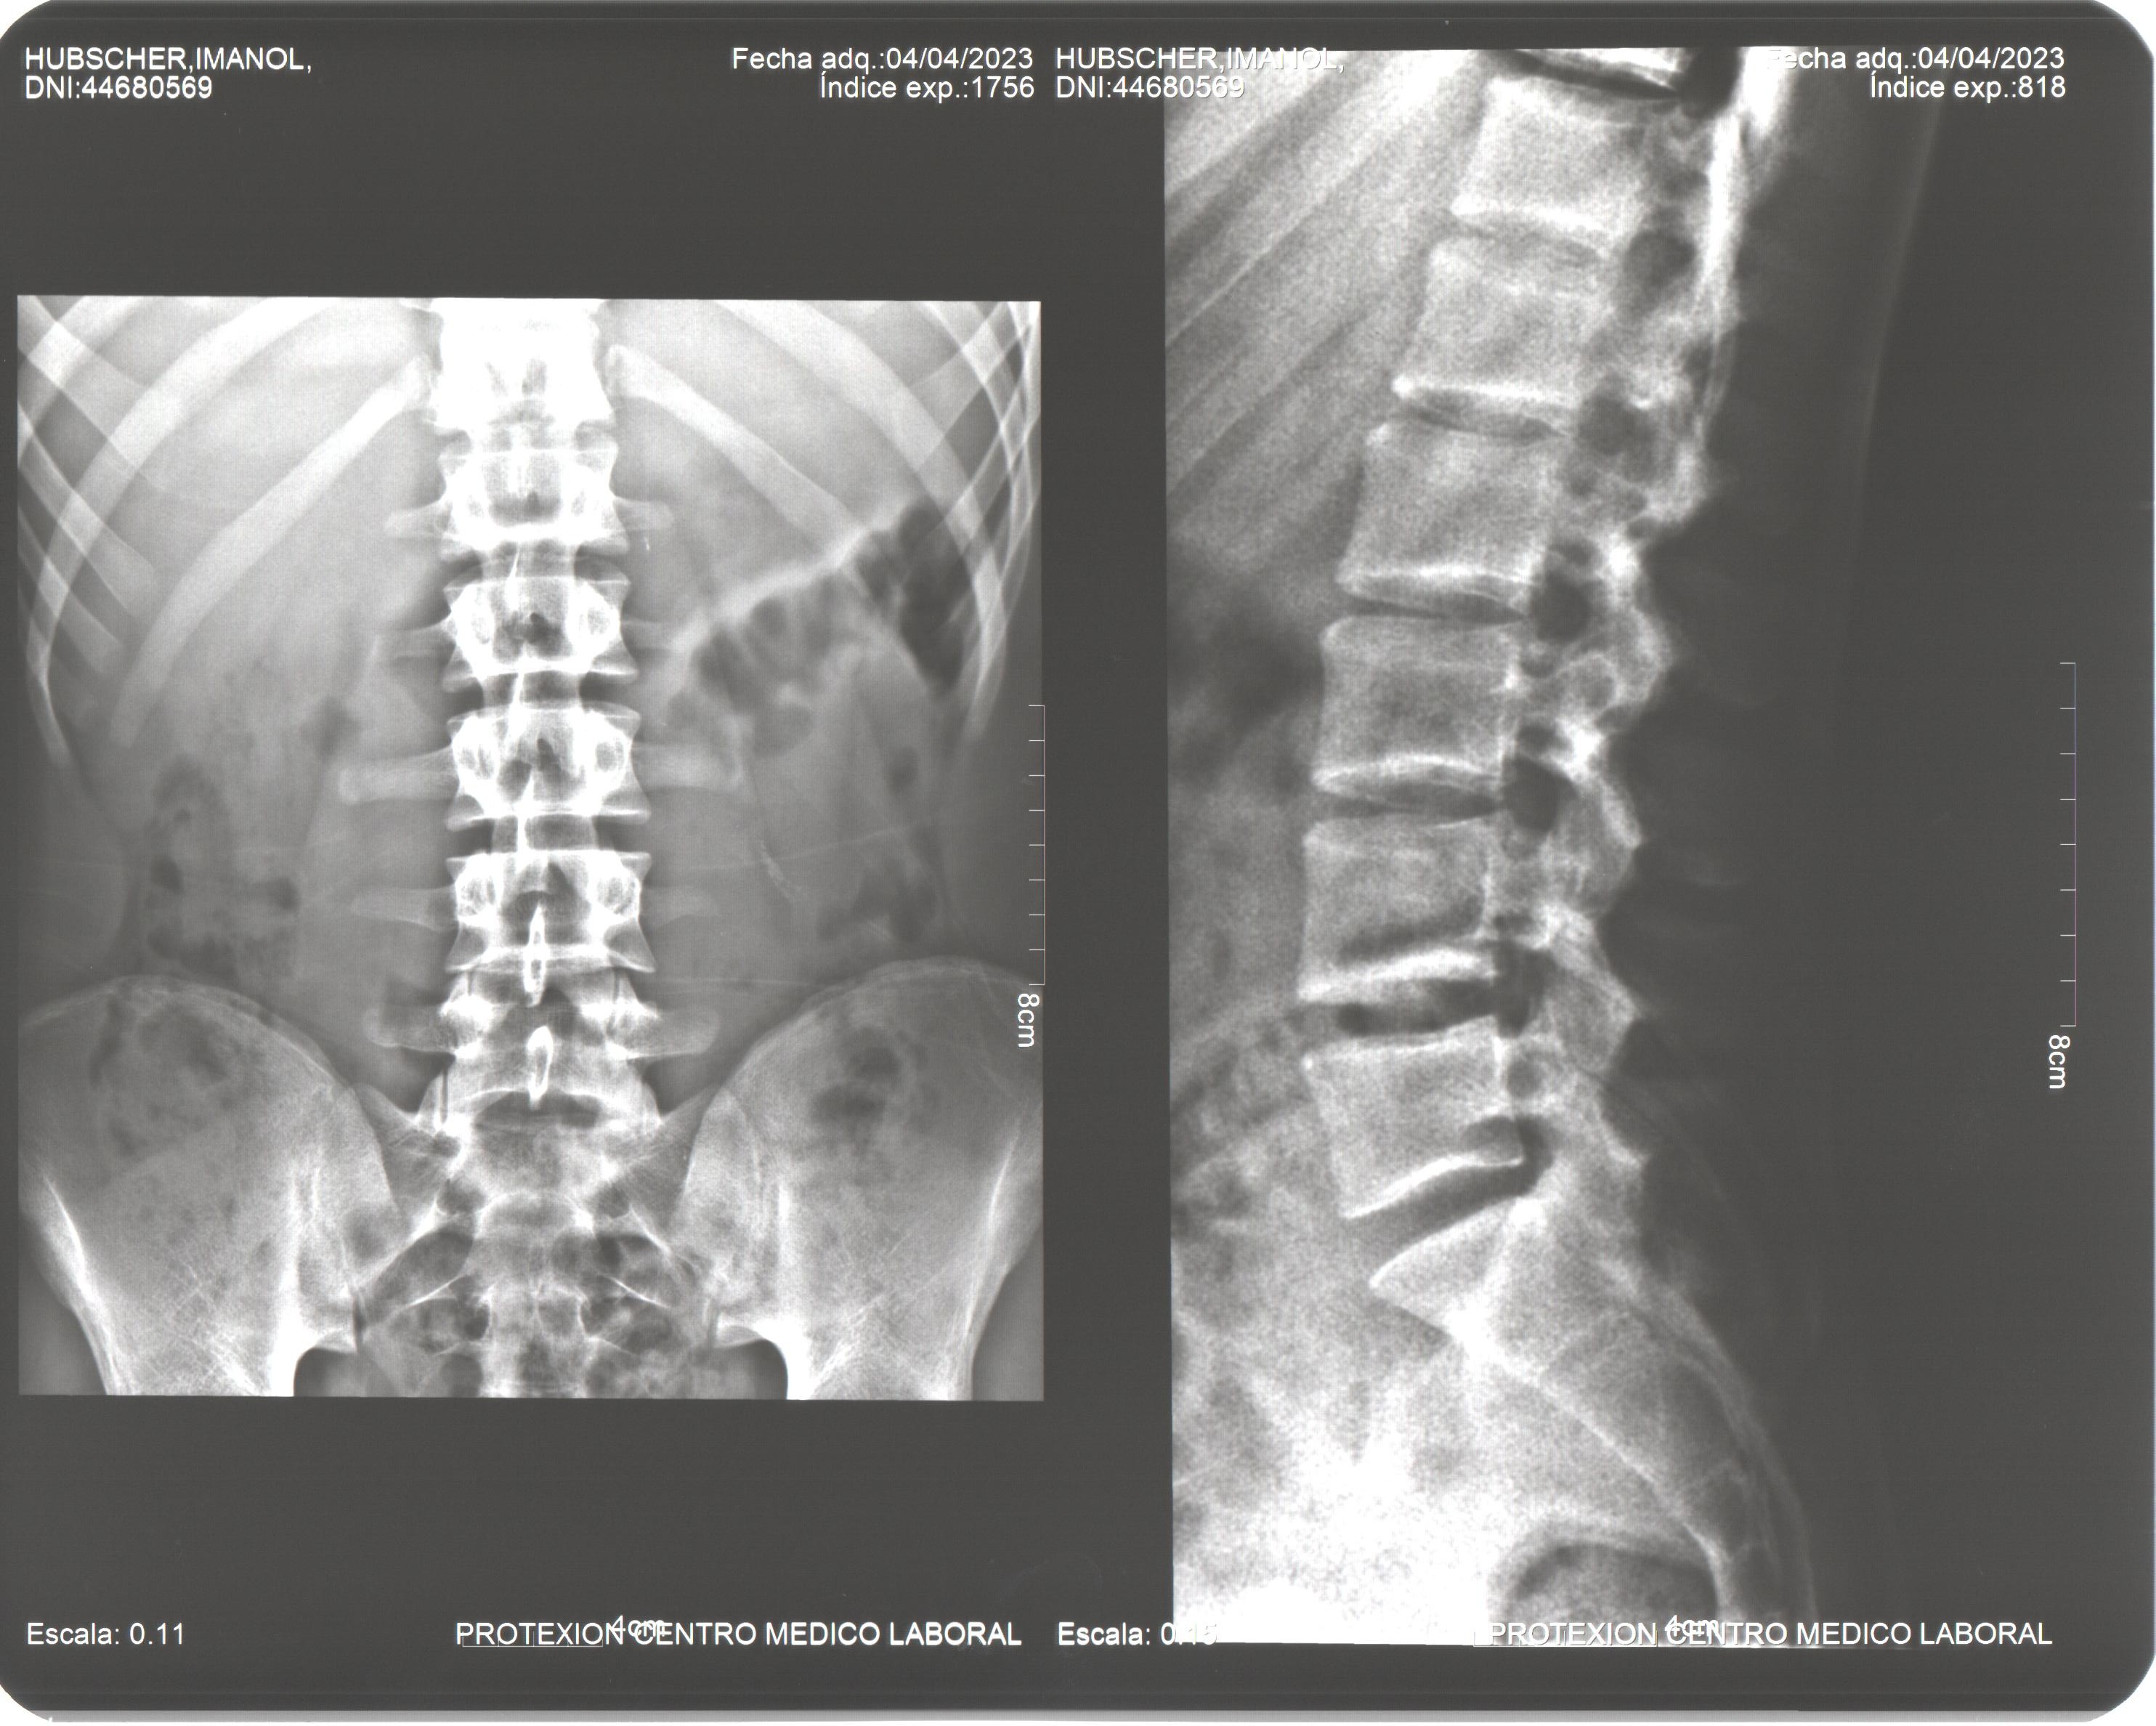 HUBSCHER,IMANOL,
DNI:44680569
Fecha adq.:04/04/2023
Índice exp.:1756
HUBSCHER,IMANOL,
DNI:44680569
Fecha adq.:04/04/2023
Índice exp.:818
8cm
8cm
Escala: 0.11
4cm
PROTEXION CENTRO MEDICO LABORAL
Escala: 0.15
4cm
PROTEXION CENTRO MEDICO LABORAL